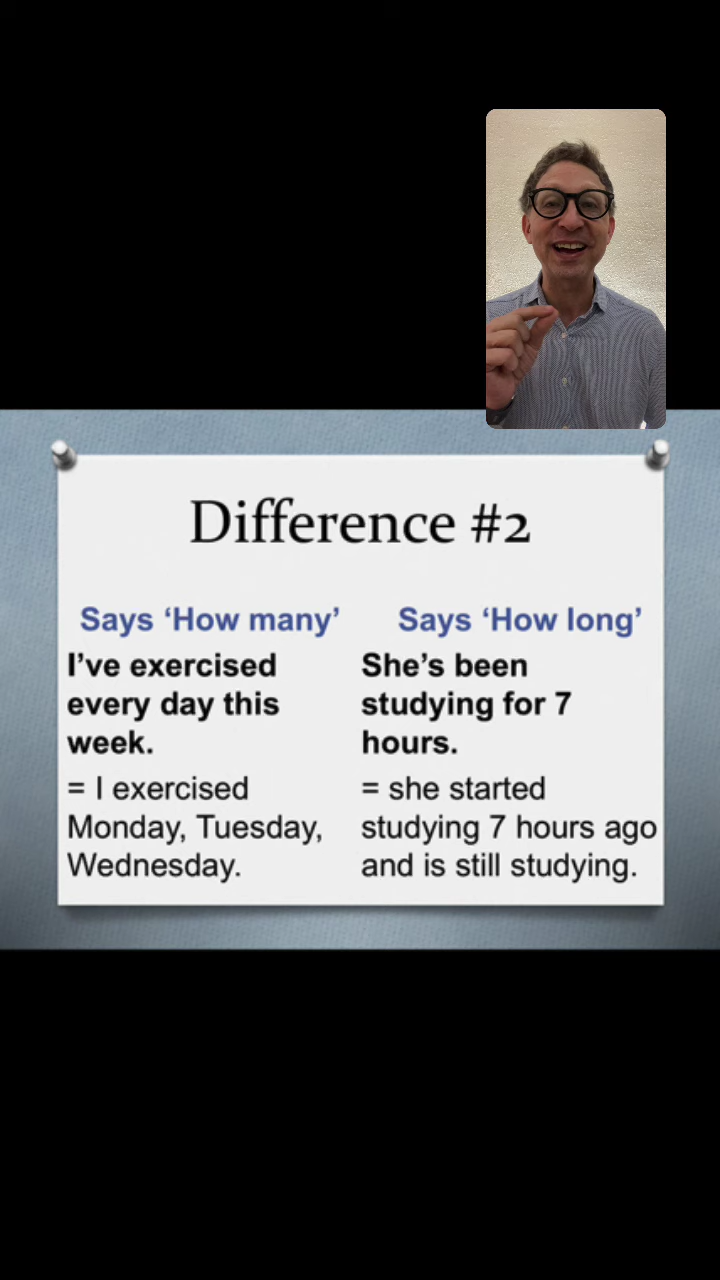 Difference #2
Says ‘How many’
I’ve exercised
every day this
week.
= I exercised
Monday, Tuesday,
Wednesday.
Says ‘How long’
She’s been
studying for 7
hours.
= she started
studying 7 hours ago
and is still studying.